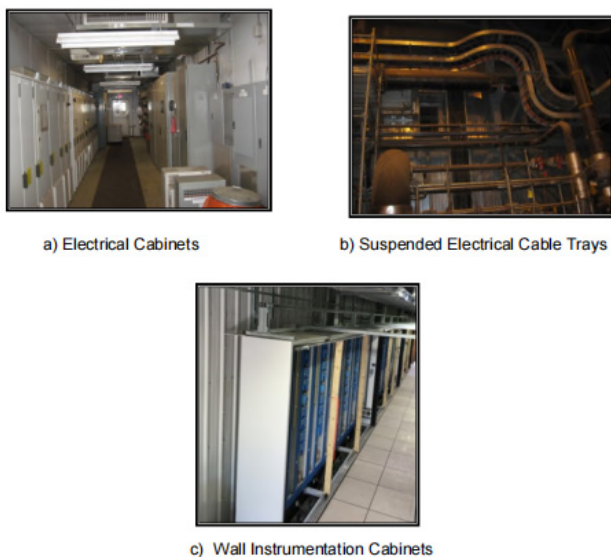 a) Electrical Cabinets
b) Suspended Electrical Cable Trays
c) Wall Instrumentation Cabinets